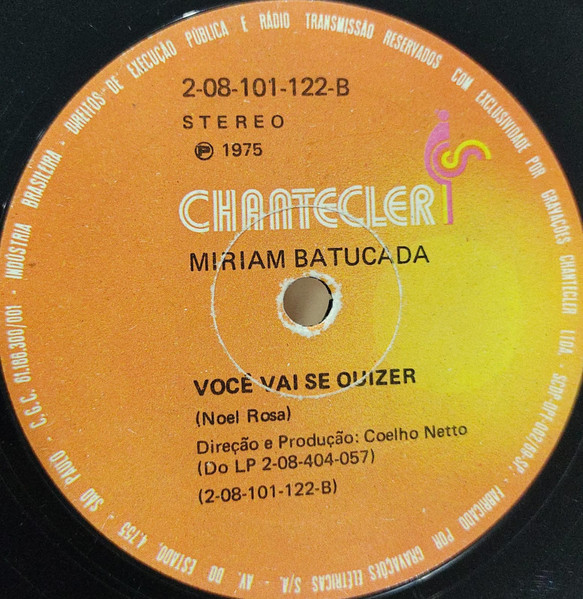 2-08-101-122-B
STEREO
Ⓟ 1975
CHANTECLER
MIRIAM BATUCADA
VOCÊ VAI SE QUIZER
(Noel Rosa)
Direção e Produção: Coelho Netto
(Do LP 2-08-404-057)
(2-08-101-122-B)
INDÚSTRIA BRASILEIRA - DIREITOS DE EXECUÇÃO PÚBLICA E RÁDIO TRANSMISSÃO RESERVADOS COM EXCLUSIVIDADE POR GRAVAÇÕES CHANTECLER LTDA. - SCDP-DPF-002/69-SP. - FABRICADO POR GRAVAÇÕES ELÉTRICAS S/A. - AV. DO ESTADO, 4.755 - SÃO PAULO - C.G.C. 61.186.300/001 -